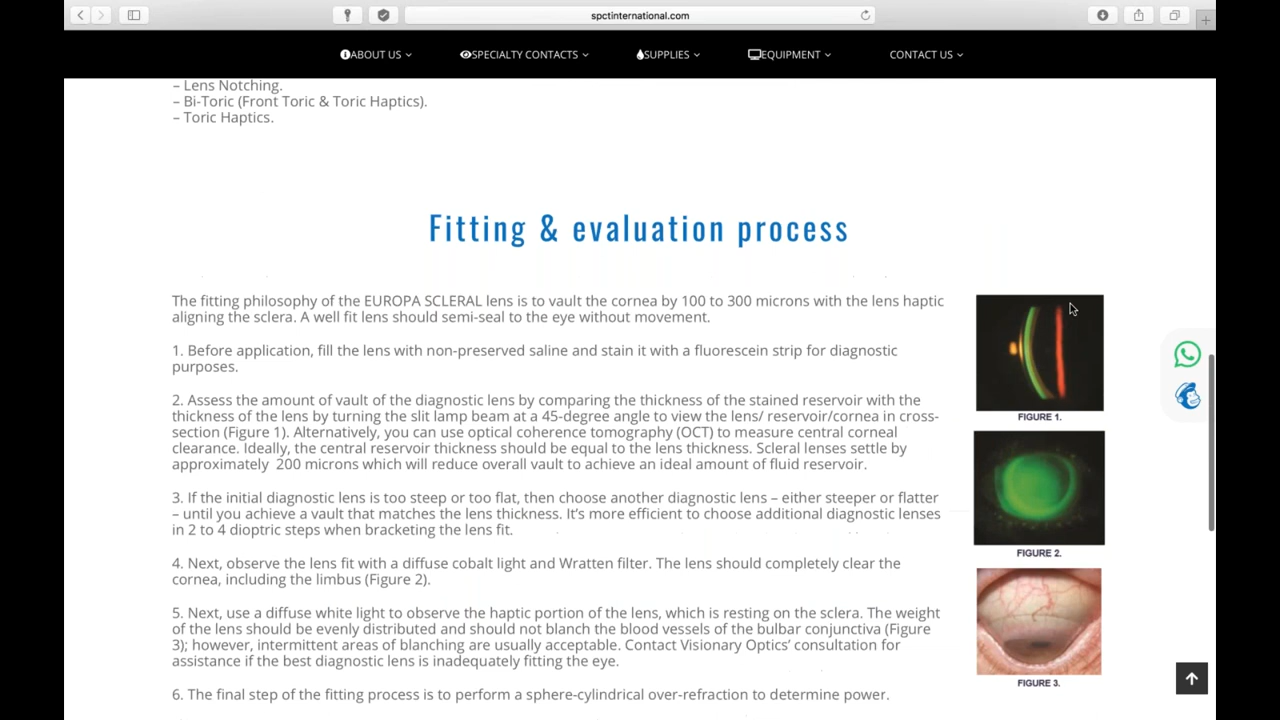 spctinternational.com
ABOUT US
SPECIALTY CONTACTS
SUPPLIES
EQUIPMENT
CONTACT US
– Lens Notching.
– Bi-Toric (Front Toric & Toric Haptics).
– Toric Haptics.
Fitting & evaluation process
The fitting philosophy of the EUROPA SCLERAL lens is to vault the cornea by 100 to 300 microns with the lens haptic
aligning the sclera. A well fit lens should semi-seal to the eye without movement.
1. Before application, fill the lens with non-preserved saline and stain it with a fluorescein strip for diagnostic
purposes.
2. Assess the amount of vault of the diagnostic lens by comparing the thickness of the stained reservoir with the
thickness of the lens by turning the slit lamp beam at a 45-degree angle to view the lens/ reservoir/cornea in cross-
section (Figure 1). Alternatively, you can use optical coherence tomography (OCT) to measure central corneal
clearance. Ideally, the central reservoir thickness should be equal to the lens thickness. Scleral lenses settle by
approximately 200 microns which will reduce overall vault to achieve an ideal amount of fluid reservoir.
3. If the initial diagnostic lens is too steep or too flat, then choose another diagnostic lens – either steeper or flatter
– until you achieve a vault that matches the lens thickness. It’s more efficient to choose additional diagnostic lenses
in 2 to 4 dioptric steps when bracketing the lens fit.
4. Next, observe the lens fit with a diffuse cobalt light and Wratten filter. The lens should completely clear the
cornea, including the limbus (Figure 2).
5. Next, use a diffuse white light to observe the haptic portion of the lens, which is resting on the sclera. The weight
of the lens should be evenly distributed and should not blanch the blood vessels of the bulbar conjunctiva (Figure
3); however, intermittent areas of blanching are usually acceptable. Contact Visionary Optics’ consultation for
assistance if the best diagnostic lens is inadequately fitting the eye.
6. The final step of the fitting process is to perform a sphere-cylindrical over-refraction to determine power.
FIGURE 1.
FIGURE 2.
FIGURE 3.